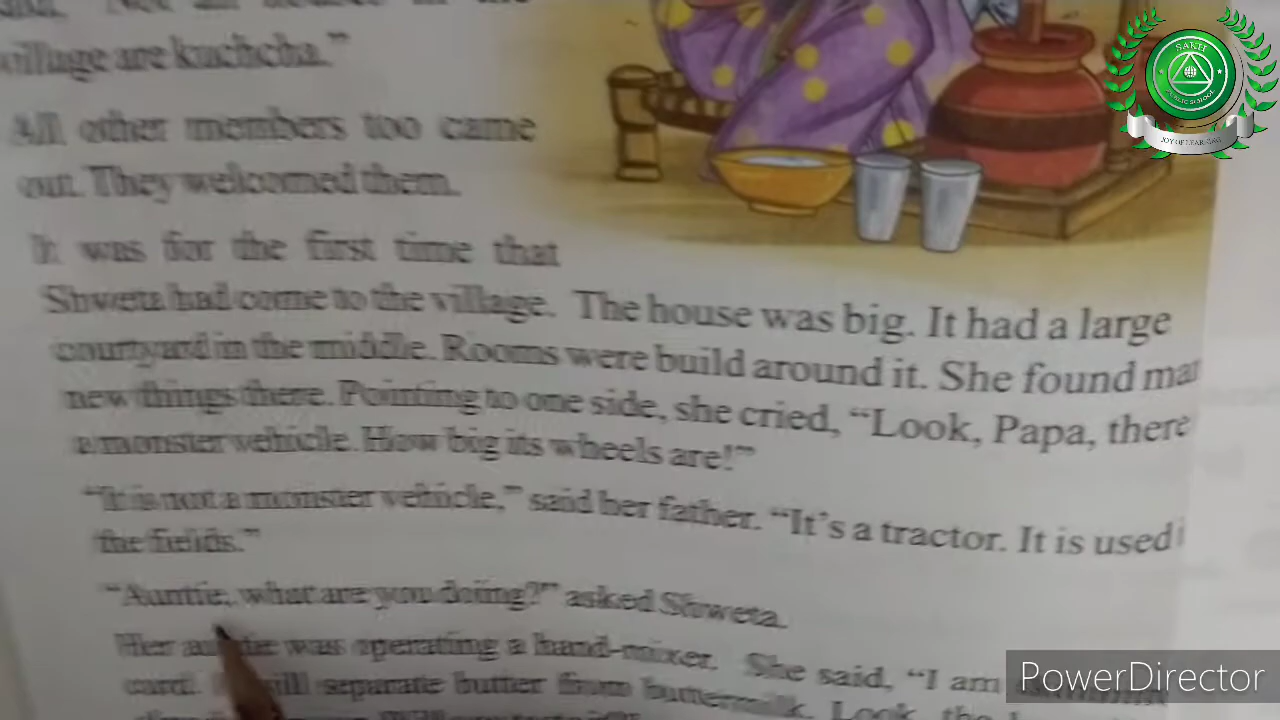 village are kuchcha."
All other members too came
out. They welcomed them.
It was for the first time that
Shweta had come to the village. The house was big. It had a large
courtyard in the middle. Rooms were build around it. She found
new things there. Pointing to one side, she cried, "Look, Papa, there
a monster vehicle. How big its wheels are!"
"It is not a monster vehicle," said her father. "It's a tractor. It is used
the fields."
"Auntie, what are you doing?" asked Shweta.
Her auntie was operating a hand-mixer. She said, "I am
curd. will separate butter from buttermilk. Look, the
SAKH
PUBLIC SCHOOL
JOY OF LEARNING
PowerDirector